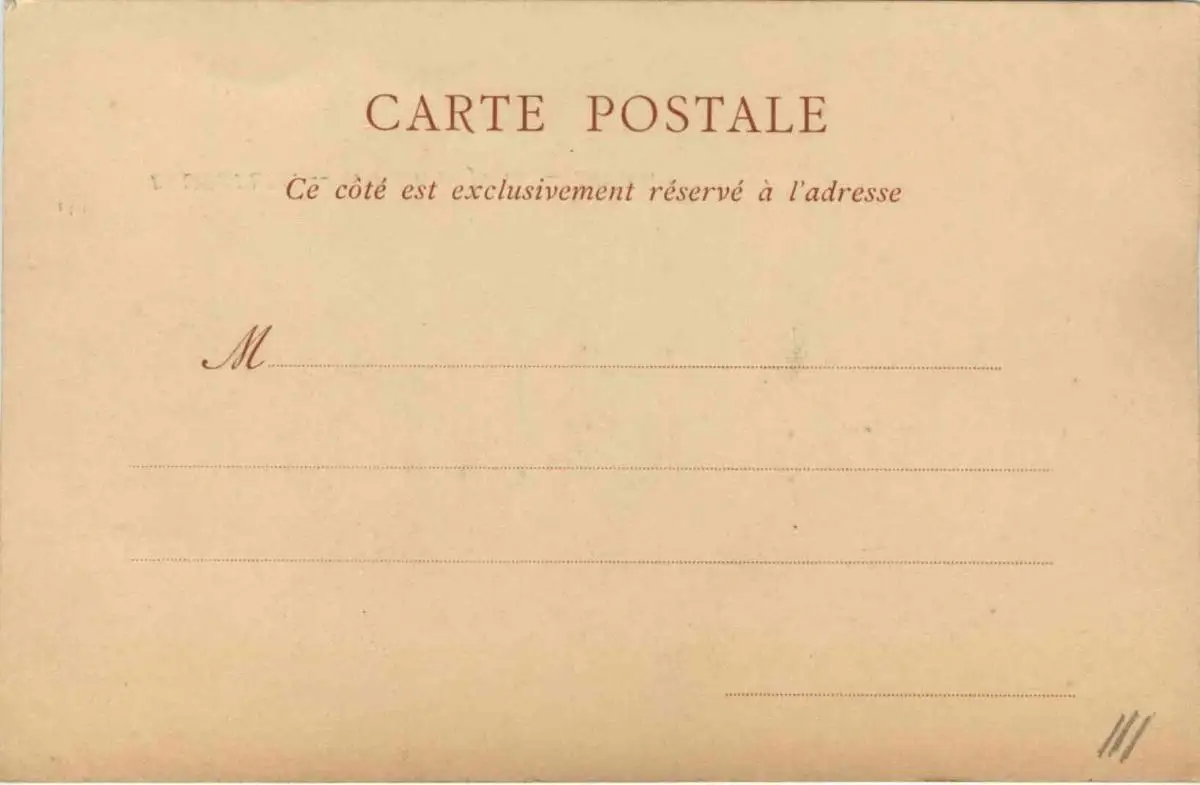 CARTE POSTALE
Ce côté est exclusivement réservé à l'adresse
M